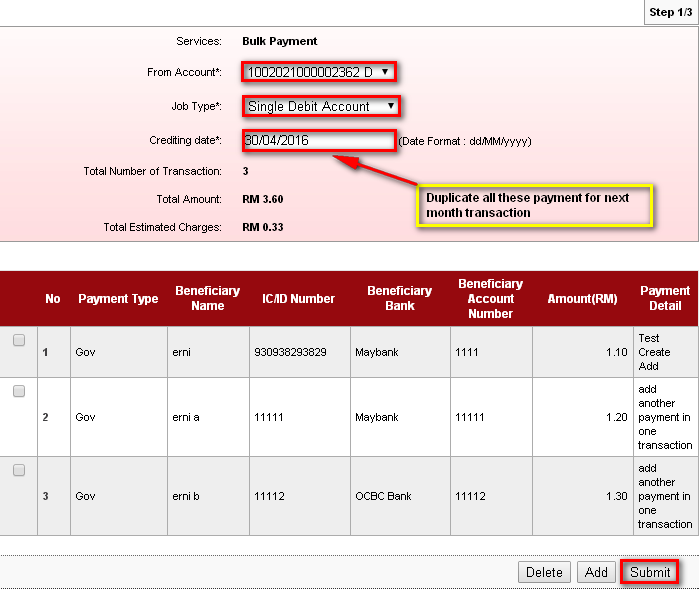 Step 1/3
Services: Bulk Payment
From Account*: 1002021000002362 D
Job Type*: Single Debit Account
Crediting date*: 30/04/2016 (Date Format : dd/MM/yyyy)
Total Number of Transaction: 3
Total Amount: RM 3.60
Total Estimated Charges: RM 0.33
Duplicate all these payment for next
month transaction
No Payment Type Beneficiary Name IC/ID Number Beneficiary Bank Beneficiary Account Number Amount(RM) Payment Detail
1 Gov erni 930938293829 Maybank 1111 1.10 Test Create Add
2 Gov erni a 11111 Maybank 11111 1.20 add another payment in one transaction
3 Gov erni b 11112 OCBC Bank 11112 1.30 add another payment in one transaction
Delete Add Submit